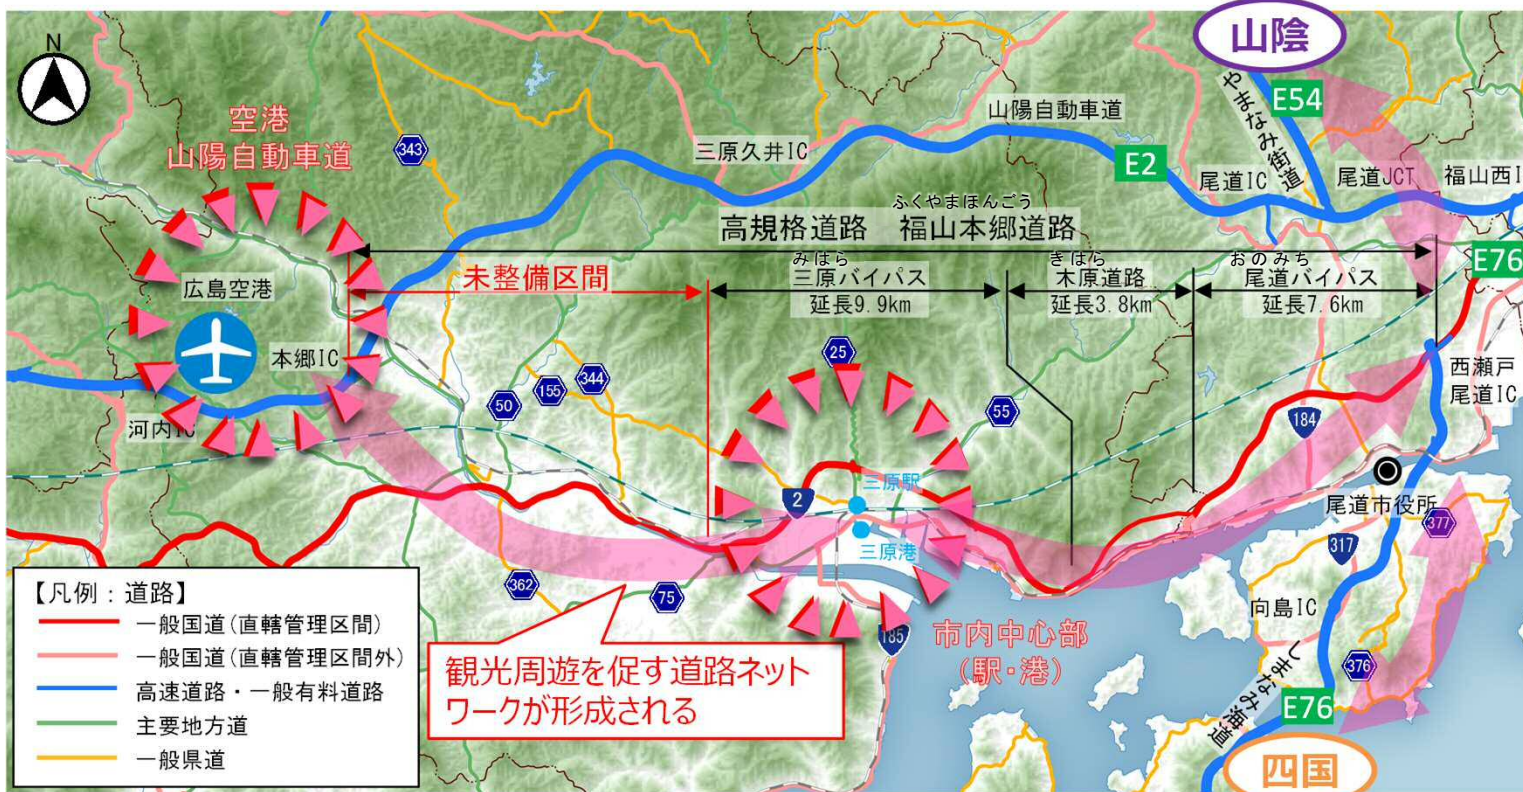 山陰
N
E54
やまなみ街道
空港
山陽自動車道
343
三原久井IC
山陽自動車道
E2
尾道IC
尾道JCT
福山西I
ふくやまほんごう
高規格道路 福山本郷道路
E76
未整備区間
みはら
三原バイパス
延長9.9km
きはら
木原道路
延長3.8km
おのみち
尾道バイパス
延長7.6km
広島空港
本郷IC
河内IC
25
344
155
50
55
184
西瀬戸
尾道IC
2
三原駅
三原港
尾道市役所
377
317
362
75
185
向島IC
市内中心部
(駅・港)
376
しまなみ海道
E76
四国
観光周遊を促す道路ネット
ワークが形成される
【凡例：道路】
一般国道(直轄管理区間)
一般国道(直轄管理区間外)
高速道路・一般有料道路
主要地方道
一般県道